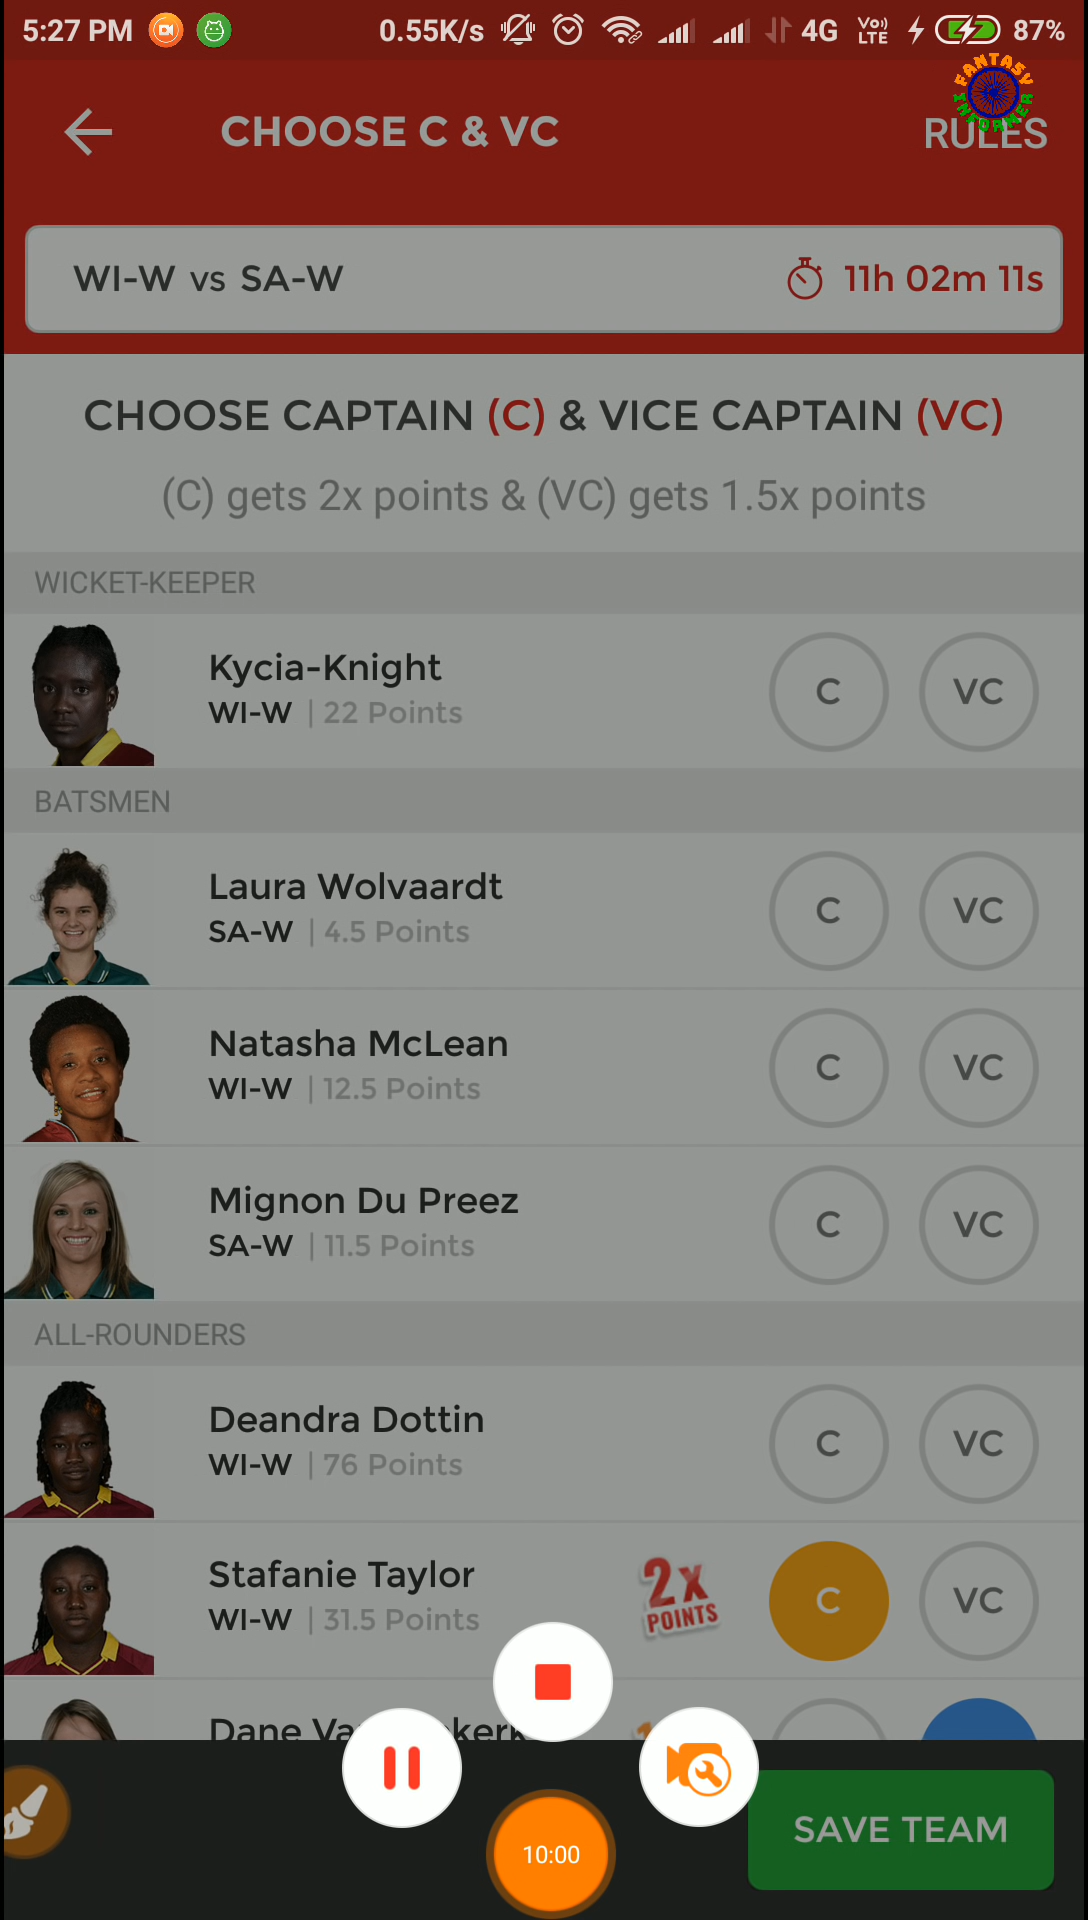 5:27 PM 0.55K/s 4G VoLTE 87%
FANTASY INFORMER
CHOOSE C & VC RULES
WI-W vs SA-W 11h 02m 11s
CHOOSE CAPTAIN (C) & VICE CAPTAIN (VC)
(C) gets 2x points & (VC) gets 1.5x points
WICKET-KEEPER
Kycia-Knight
WI-W | 22 Points
C VC
BATSMEN
Laura Wolvaardt
SA-W | 4.5 Points
C VC
Natasha McLean
WI-W | 12.5 Points
C VC
Mignon Du Preez
SA-W | 11.5 Points
C VC
ALL-ROUNDERS
Deandra Dottin
WI-W | 76 Points
C VC
Stafanie Taylor
WI-W | 31.5 Points
2x POINTS
C VC
Dane
SAVE TEAM
10:00